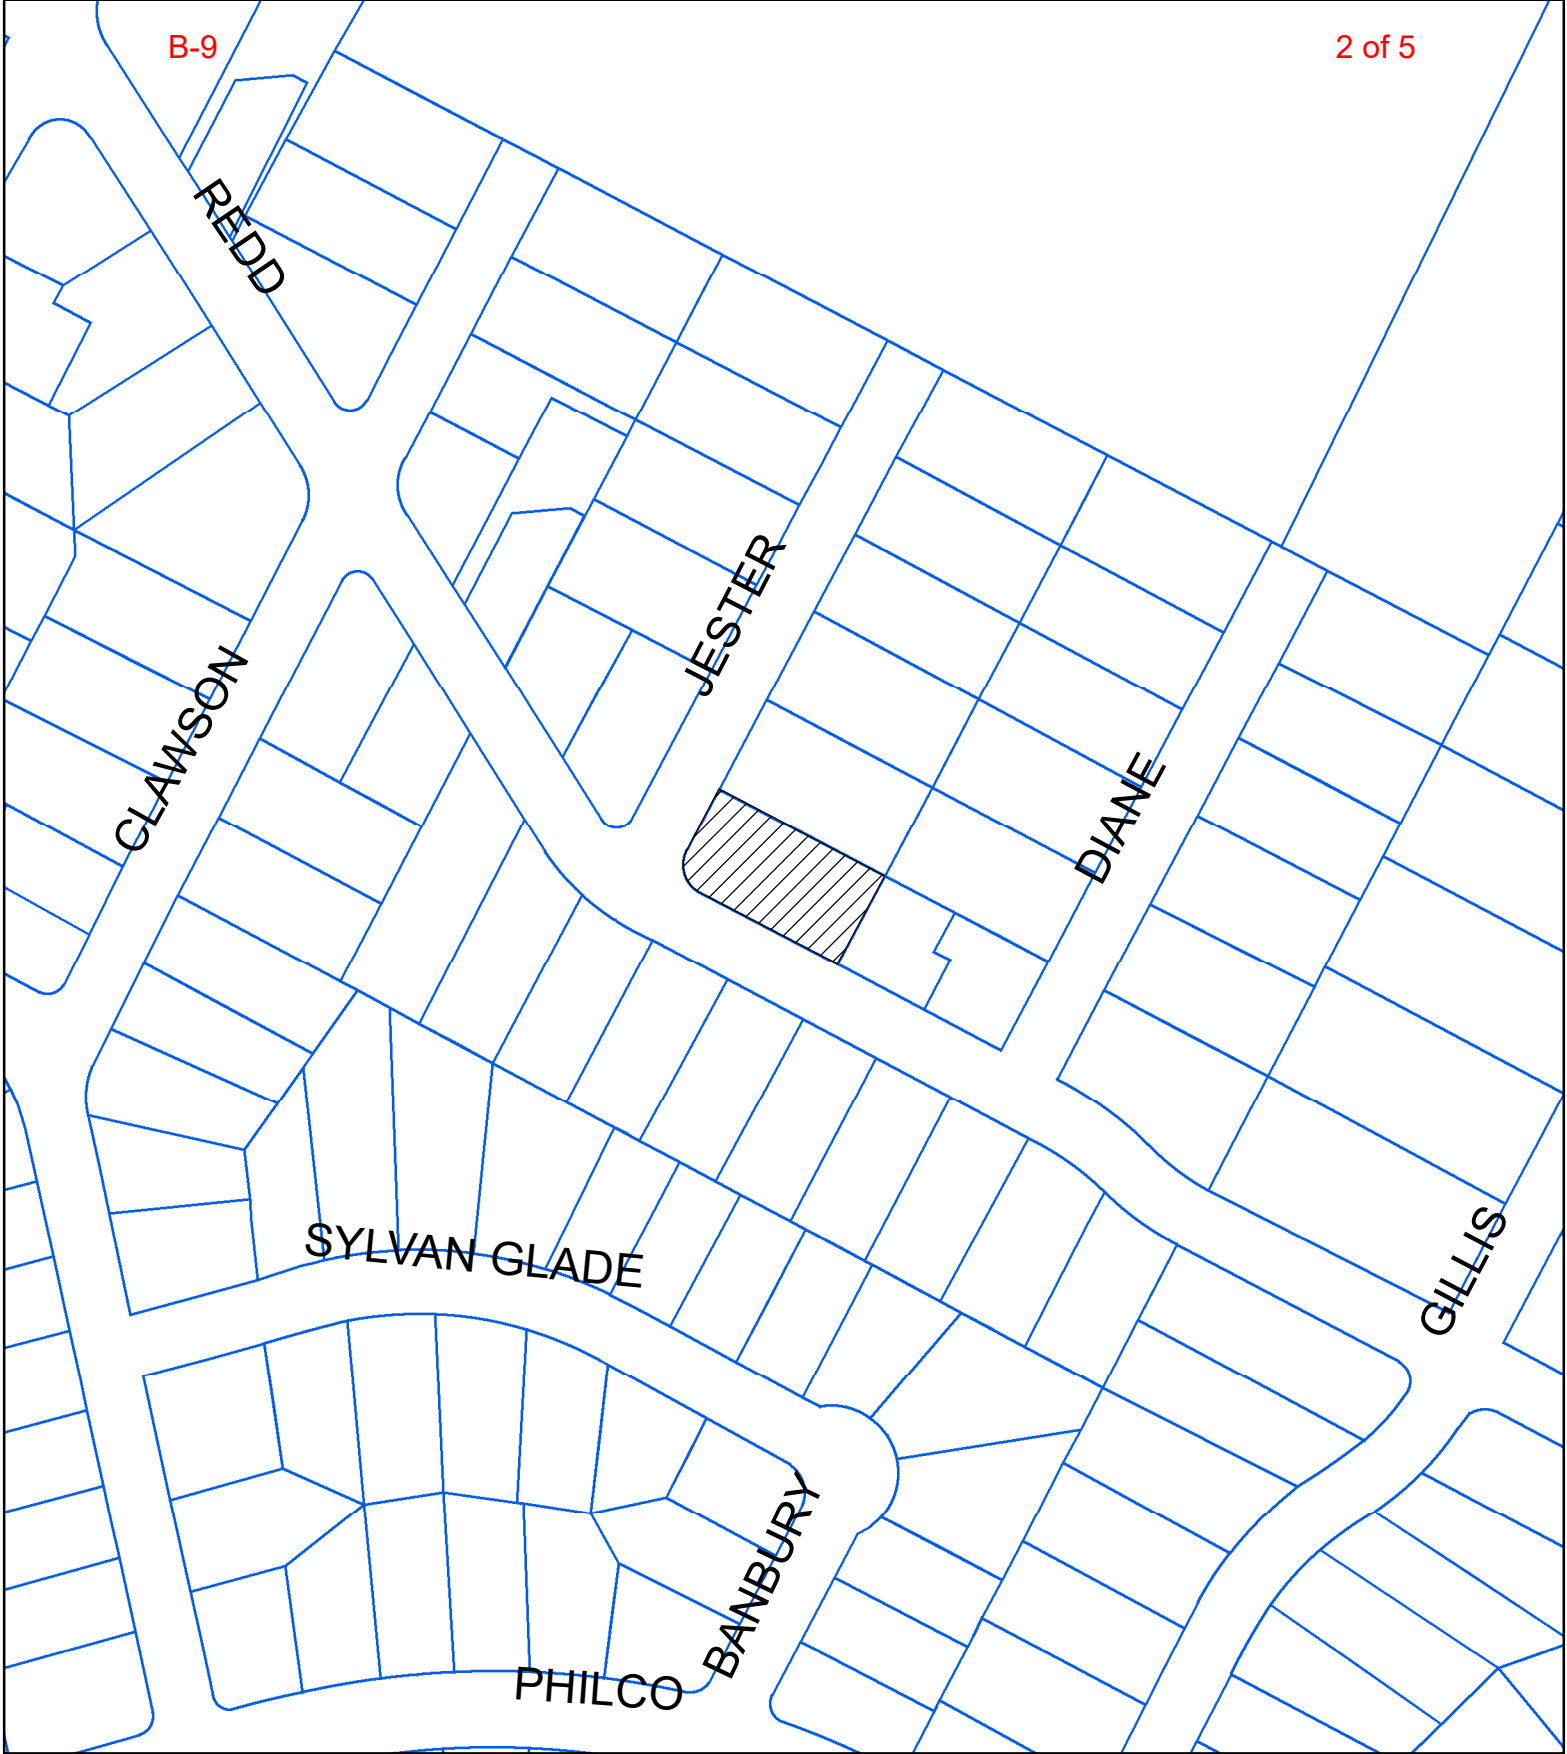 B-9
2 of 5
REDD
JESTER
CLAWSON
DIANE
GILLIS
SYLVAN GLADE
BANBURY
PHILCO